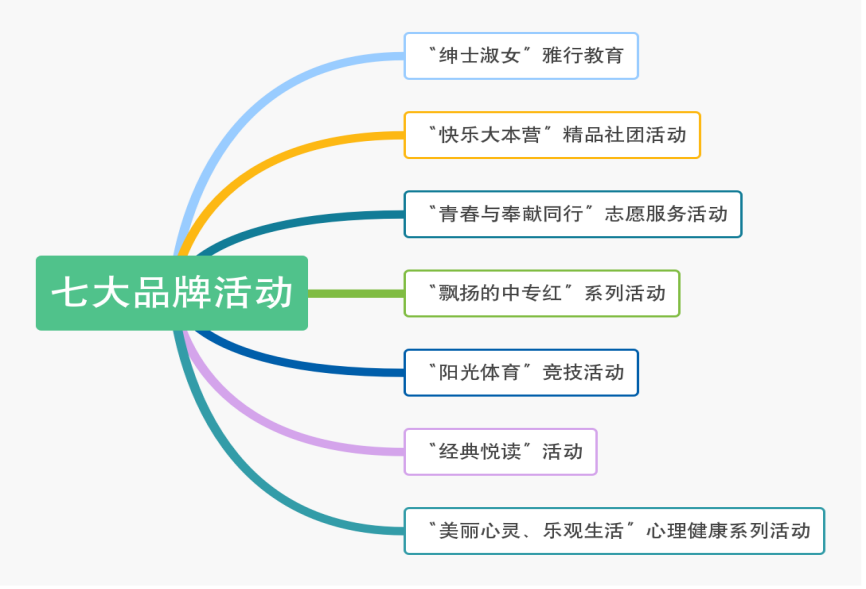 七大品牌活动
“绅士淑女”雅行教育
“快乐大本营”精品社团活动
“青春与奉献同行”志愿服务活动
“飘扬的中专红”系列活动
“阳光体育”竞技活动
“经典悦读”活动
“美丽心灵、乐观生活”心理健康系列活动